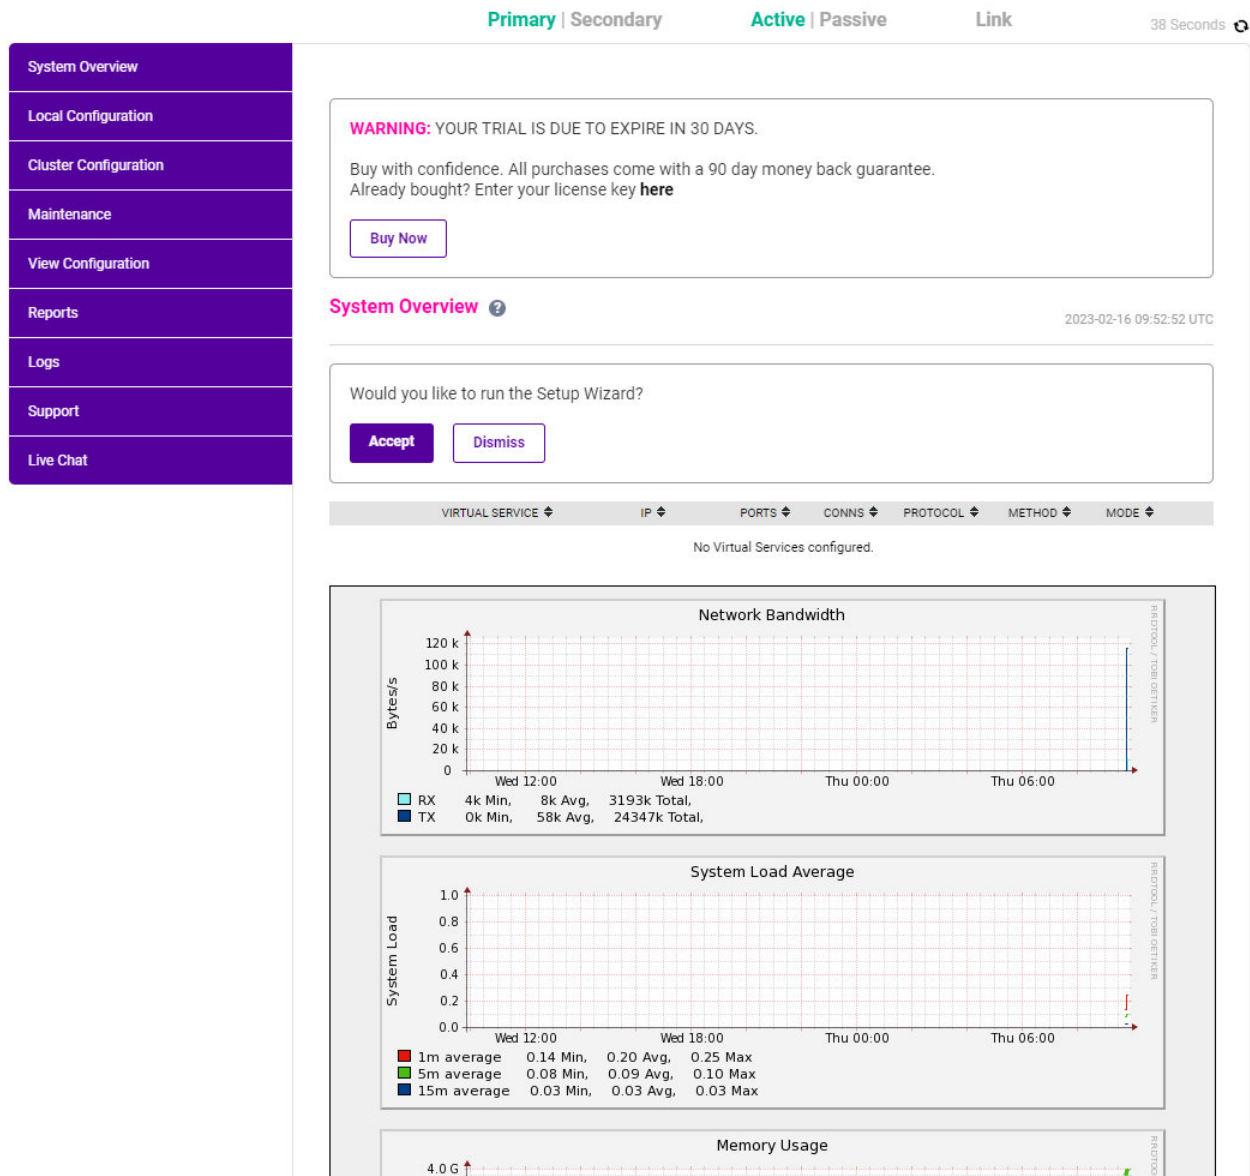 Primary | Secondary Active | Passive Link 38 Seconds
System Overview
Local Configuration
Cluster Configuration
Maintenance
View Configuration
Reports
Logs
Support
Live Chat
WARNING: YOUR TRIAL IS DUE TO EXPIRE IN 30 DAYS.
Buy with confidence. All purchases come with a 90 day money back guarantee.
Already bought? Enter your license key here
Buy Now
System Overview ?
2023-02-16 09:52:52 UTC
Would you like to run the Setup Wizard?
Accept Dismiss
VIRTUAL SERVICE IP PORTS CONNS PROTOCOL METHOD MODE
No Virtual Services configured.
Network Bandwidth
RRDTOOL / TOBI OETIKER
Bytes/s
120 k
100 k
80 k
60 k
40 k
20 k
0
Wed 12:00 Wed 18:00 Thu 00:00 Thu 06:00
RX 4k Min, 8k Avg, 3193k Total,
TX 0k Min, 58k Avg, 24347k Total,
System Load Average
RRDTOOL / TOBI OETIKER
System Load
1.0
0.8
0.6
0.4
0.2
0.0
Wed 12:00 Wed 18:00 Thu 00:00 Thu 06:00
1m average 0.14 Min, 0.20 Avg, 0.25 Max
5m average 0.08 Min, 0.09 Avg, 0.10 Max
15m average 0.03 Min, 0.03 Avg, 0.03 Max
Memory Usage
4.0 G